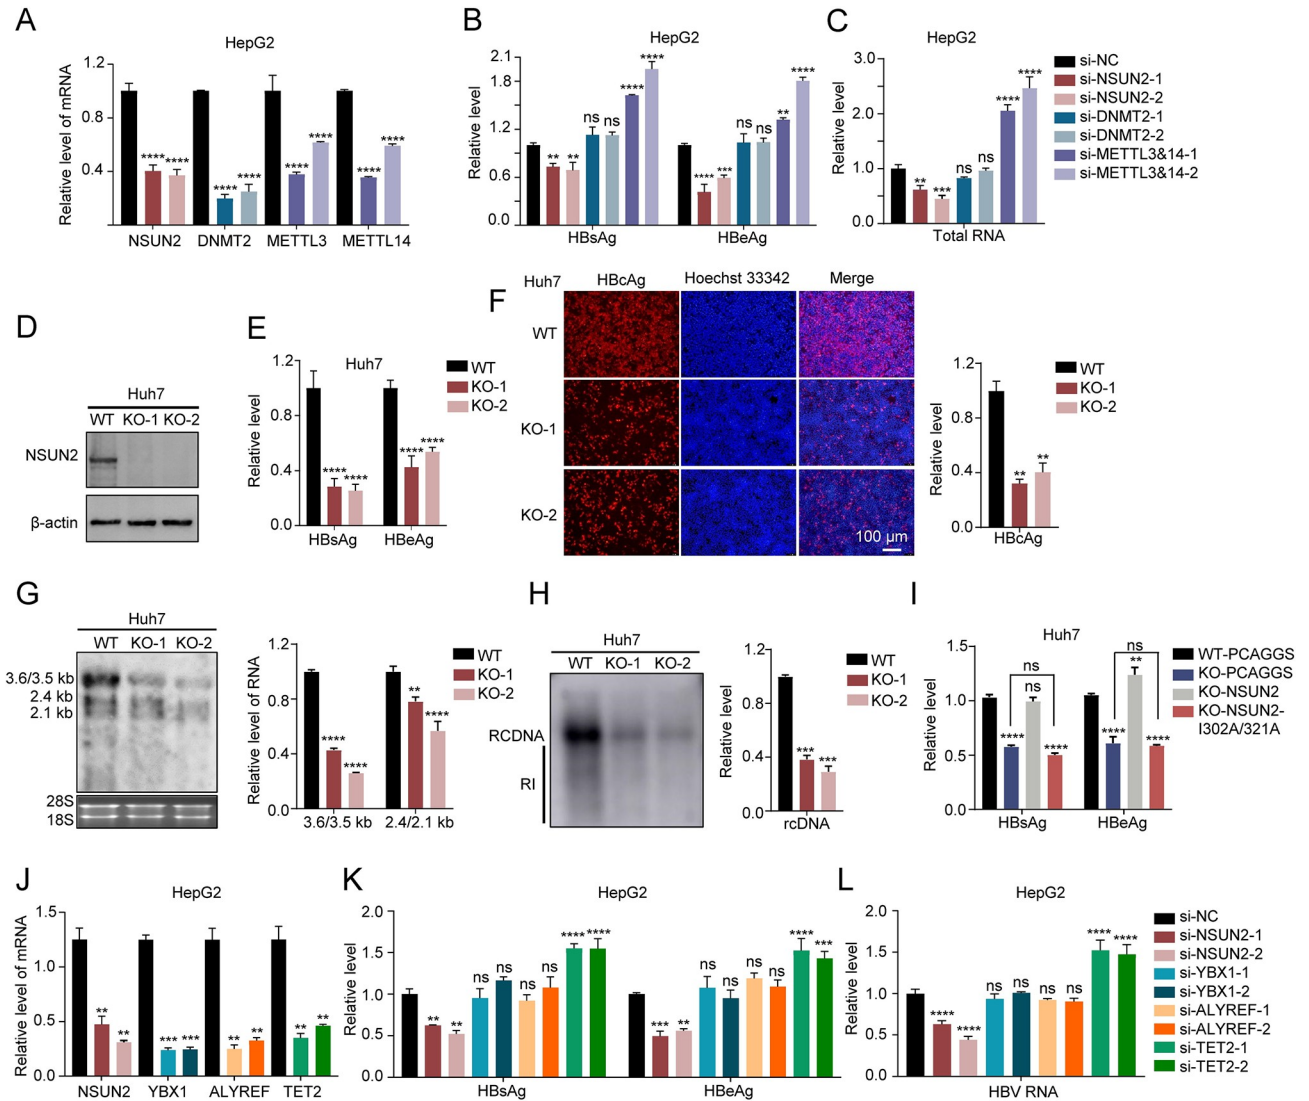 A
HepG2
Relative level of mRNA
1.2
0.8
0.4
**** **** **** **** **** **** **** ****
NSUN2 DNMT2 METTL3 METTL14
B
HepG2
Relative level
2.1
1.8
1.2
0.6
0.0
** ** ns ns **** **** **** *** ns ns ** ****
HBsAg HBeAg
C
HepG2
Relative level
3.0
2.0
1.0
0.0
** *** ns ns **** ****
Total RNA
si-NC
si-NSUN2-1
si-NSUN2-2
si-DNMT2-1
si-DNMT2-2
si-METTL3&14-1
si-METTL3&14-2
D
Huh7
WT KO-1 KO-2
NSUN2
β-actin
E
Huh7
Relative level
1.2
0.8
0.4
0.0
**** **** **** ****
HBsAg HBeAg
WT
KO-1
KO-2
F
Huh7 HBcAg Hoechst 33342 Merge
WT
KO-1
KO-2
100 μm
Relative level
1.2
0.8
0.4
0.0
** **
HBcAg
WT
KO-1
KO-2
G
Huh7
WT KO-1 KO-2
3.6/3.5 kb
2.4 kb
2.1 kb
28S
18S
Relative level of RNA
1.2
0.8
0.4
0.0
**** **** ** ****
3.6/3.5 kb 2.4/2.1 kb
WT
KO-1
KO-2
H
Huh7
WT KO-1 KO-2
RCDNA
RI
Relative level
1.2
0.8
0.4
0.0
*** ***
rcDNA
WT
KO-1
KO-2
I
Huh7
Relative level
1.5
1.0
0.5
0.0
ns ns
**** ns **** **** ** ****
HBsAg HBeAg
WT-PCAGGS
KO-PCAGGS
KO-NSUN2
KO-NSUN2-
I302A/321A
J
HepG2
Relative level of mRNA
1.5
1.0
0.5
0.0
** ** *** *** ** ** ** **
NSUN2 YBX1 ALYREF TET2
K
HepG2
Relative level
2.0
1.5
1.0
0.5
0.0
** ** ns ns ns ns **** **** *** ** ns ns ns ns **** ***
HBsAg HBeAg
L
HepG2
Relative level
2.0
1.5
1.0
0.5
0.0
**** **** ns ns ns ns **** ****
HBV RNA
si-NC
si-NSUN2-1
si-NSUN2-2
si-YBX1-1
si-YBX1-2
si-ALYREF-1
si-ALYREF-2
si-TET2-1
si-TET2-2